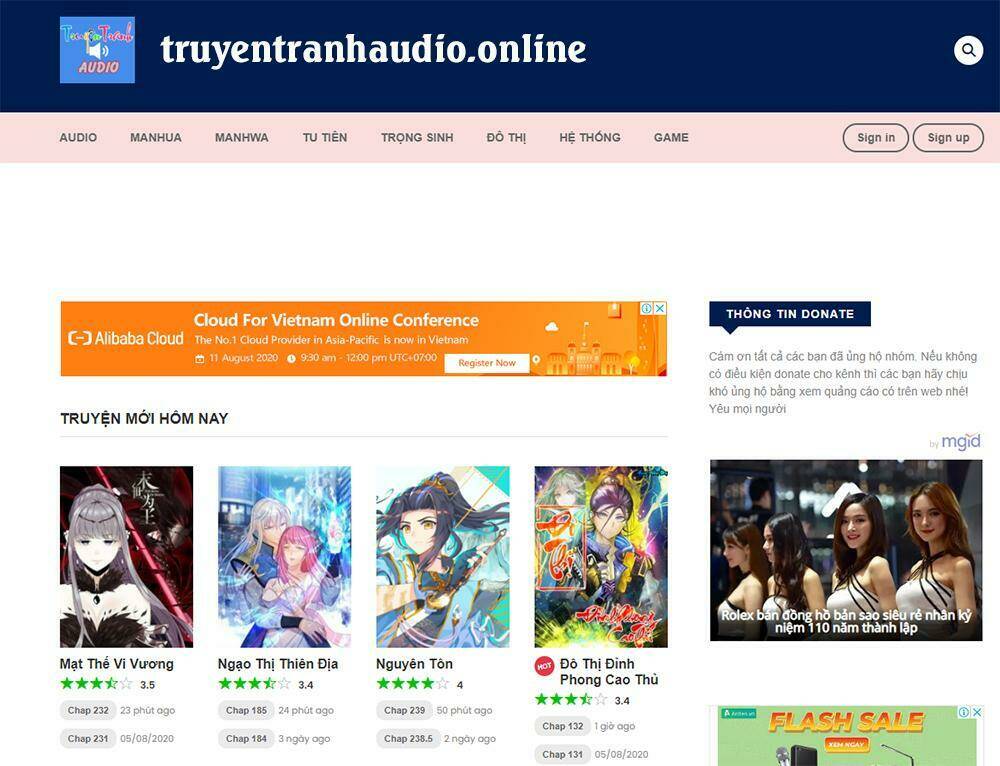 Truyện Tranh
AUDIO
truyentranhaudio.online
AUDIO MANHUA MANHWA TU TIÊN TRỌNG SINH ĐÔ THỊ HỆ THỐNG GAME
Sign in Sign up
Alibaba Cloud
Cloud For Vietnam Online Conference
The No.1 Cloud Provider in Asia-Pacific Is now in Vietnam
11 August 2020 9:30 am - 12:00 pm UTC+07:00
Register Now
THÔNG TIN DONATE
Cám ơn tất cả các bạn đã ủng hộ nhóm. Nếu không
có điều kiện donate cho kênh thì các bạn hãy chịu
khó ủng hộ bằng xem quảng cáo có trên web nhé!
Yêu mọi người
by mgid
Rolex bán đồng hồ bản sao siêu rẻ nhân kỷ
niệm 110 năm thành lập
TRUYỆN MỚI HÔM NAY
末世为王
Mạt Thế Vi Vương
3.5
Chap 232 23 phút ago
Chap 231 05/08/2020
Ngạo Thị Thiên Địa
3.4
Chap 185 24 phút ago
Chap 184 3 ngày ago
Nguyên Tôn
4
Chap 239 50 phút ago
Chap 238.5 2 ngày ago
HOT
Đô Thị Đỉnh
Phong Cao Thủ
3.4
Chap 132 1 giờ ago
Chap 131 05/08/2020
FLASH SALE
XEM NGAY